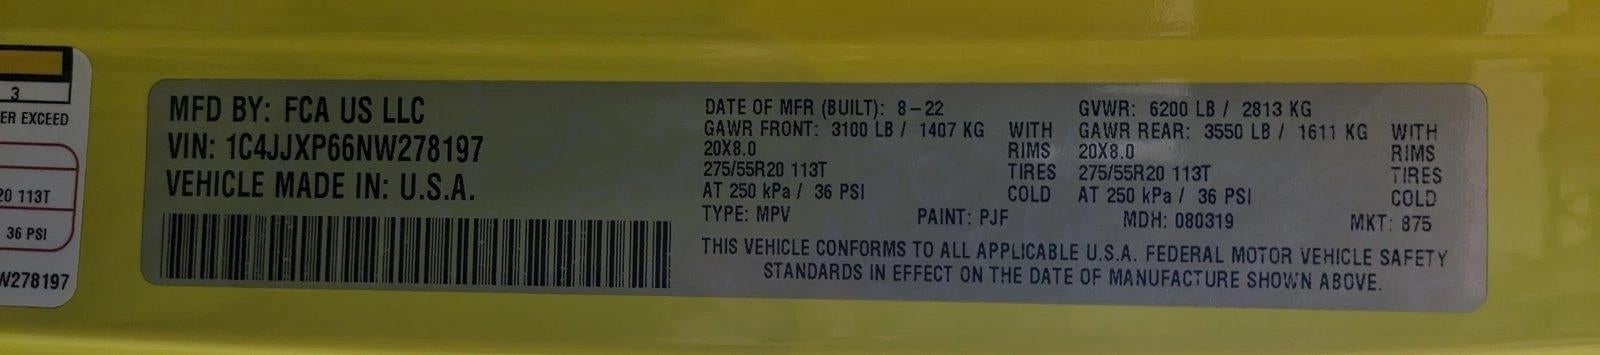 3
ER EXCEED
20 113T
36 PSI
W278197
MFD BY: FCA US LLC
VIN: 1C4JJXP66NW278197
VEHICLE MADE IN: U.S.A.
DATE OF MFR (BUILT): 8-22 GVWR: 6200 LB / 2813 KG
GAWR FRONT: 3100 LB / 1407 KG WITH GAWR REAR: 3550 LB / 1611 KG WITH
20X8.0 RIMS 20X8.0 RIMS
275/55R20 113T TIRES 275/55R20 113T TIRES
AT 250 kPa / 36 PSI COLD AT 250 kPa / 36 PSI COLD
TYPE: MPV PAINT: PJF MDH: 080319 MKT: 875
THIS VEHICLE CONFORMS TO ALL APPLICABLE U.S.A. FEDERAL MOTOR VEHICLE SAFETY
STANDARDS IN EFFECT ON THE DATE OF MANUFACTURE SHOWN ABOVE.